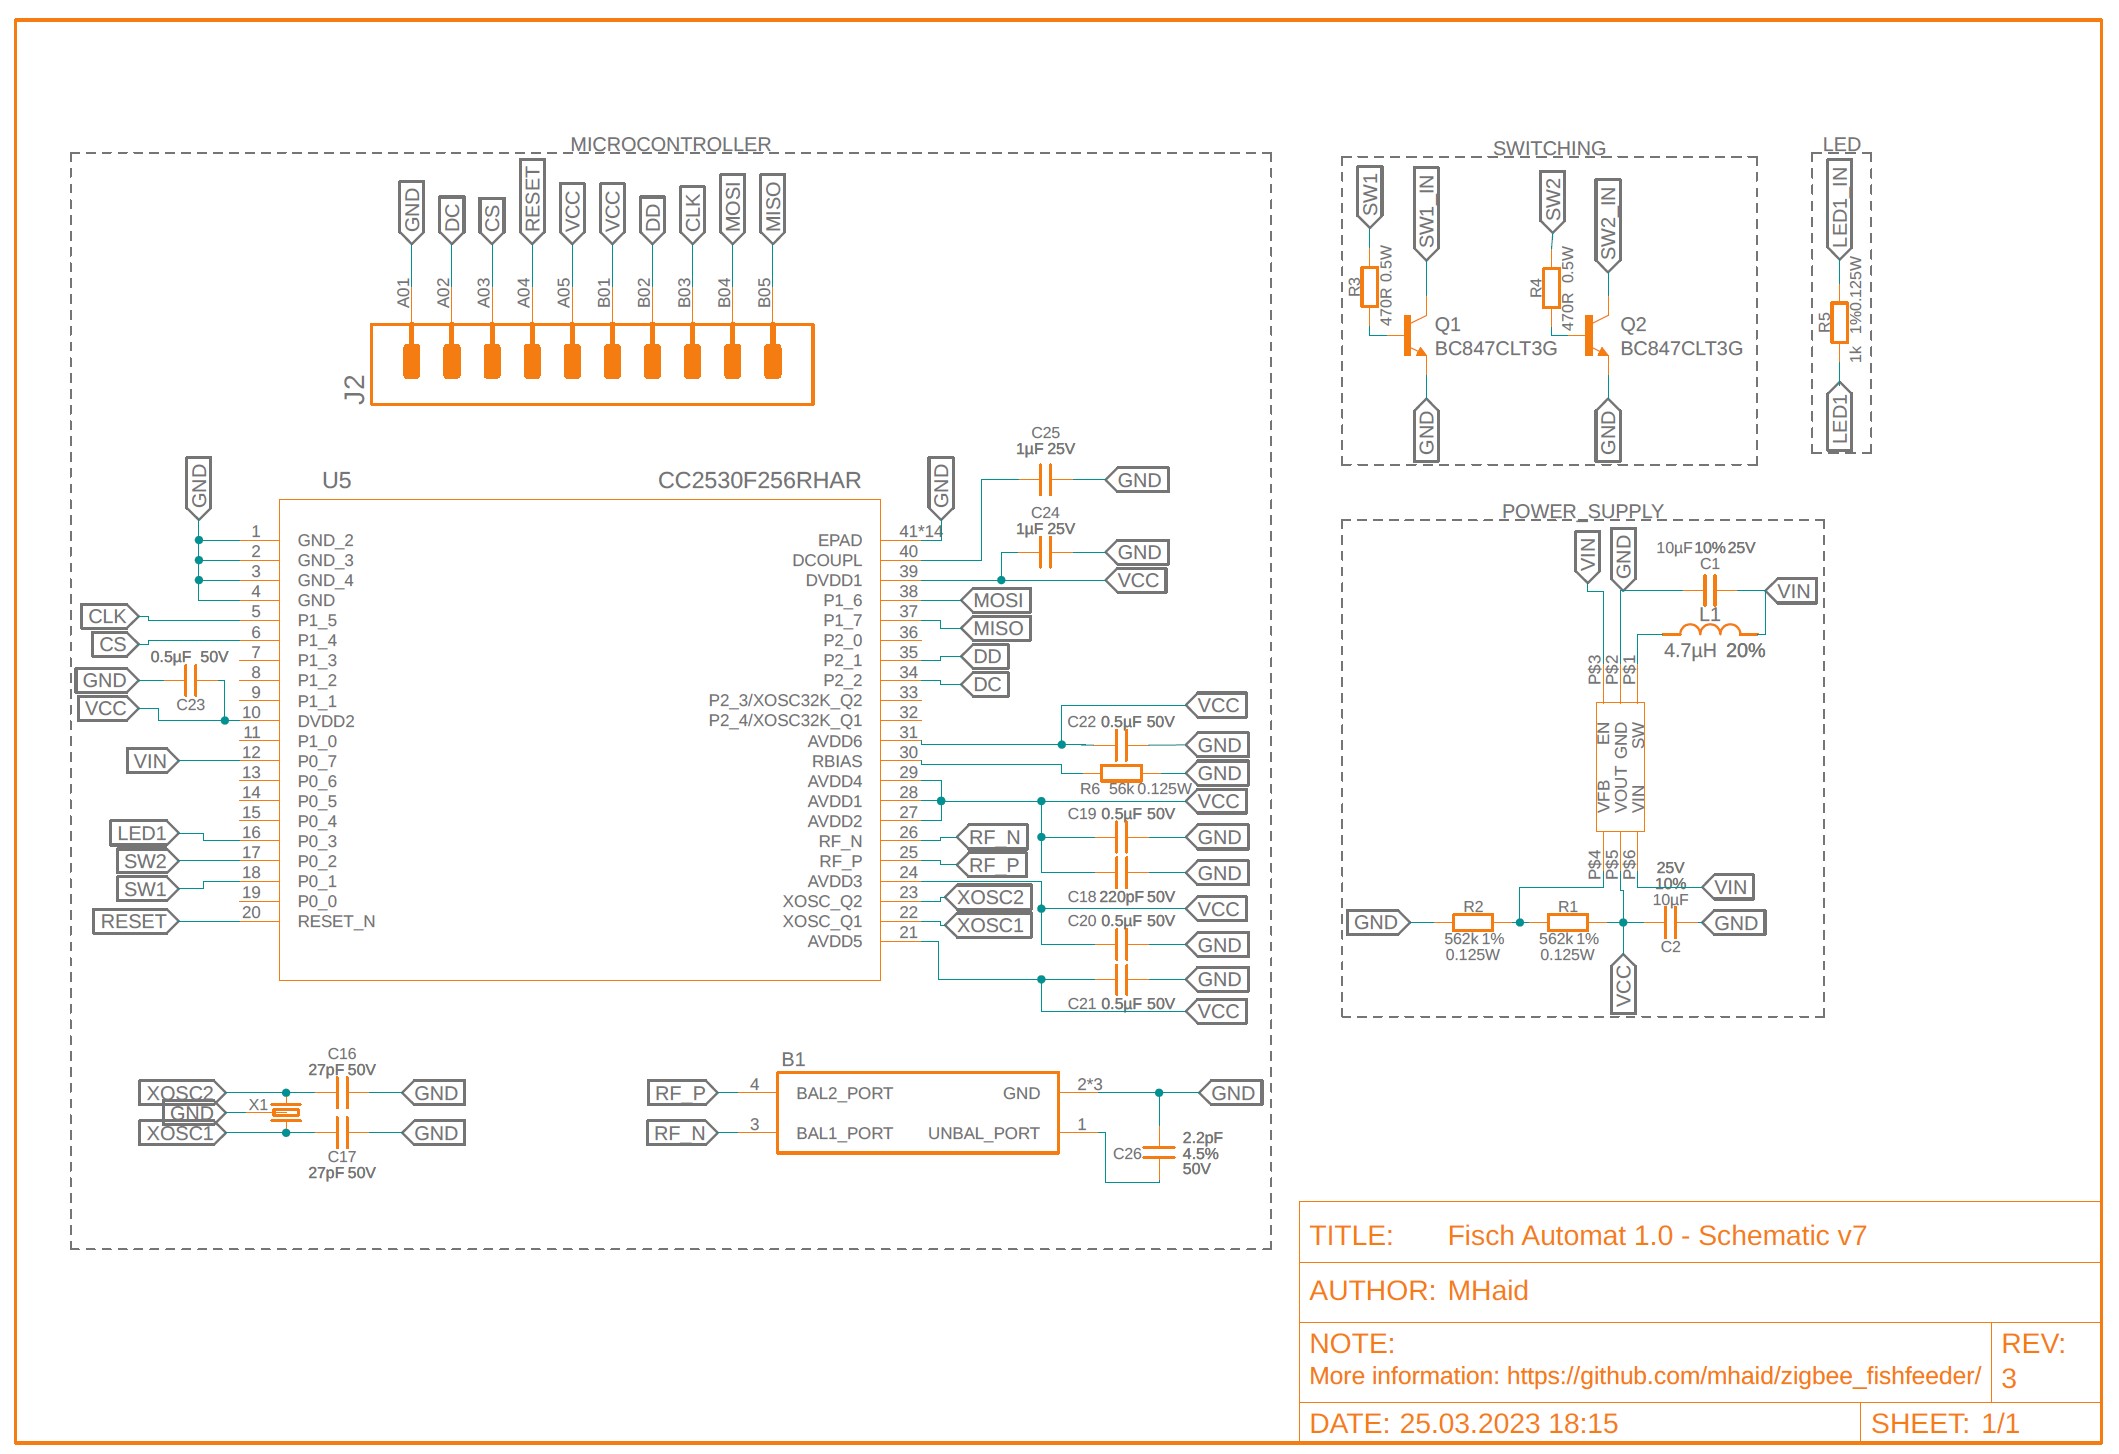 MICROCONTROLLER
GND
DC
CS
RESET
VCC
VCC
DD
CLK
MOSI
MISO
A01
A02
A03
A04
A05
B01
B02
B03
B04
B05
J2
U5
CC2530F256RHAR
GND
1 GND_2
2 GND_3
3 GND_4
4 GND
CLK 5 P1_5
CS 6 P1_4
7 P1_3
8 P1_2
9 P1_1
10 DVDD2
11 P1_0
VIN 12 P0_7
13 P0_6
14 P0_5
15 P0_4
LED1 16 P0_3
SW2 17 P0_2
SW1 18 P0_1
19 P0_0
RESET 20 RESET_N
0.5µF 50V
GND
C23
VCC
GND
EPAD 41*14
DCOUPL 40
DVDD1 39
P1_6 38 MOSI
P1_7 37 MISO
P2_0 36
P2_1 35 DD
P2_2 34 DC
P2_3/XOSC32K_Q2 33
P2_4/XOSC32K_Q1 32
AVDD6 31
RBIAS 30
AVDD4 29
AVDD1 28
AVDD2 27
RF_N 26 RF_N
RF_P 25 RF_P
AVDD3 24
XOSC_Q2 23 XOSC2
XOSC_Q1 22 XOSC1
AVDD5 21
C25
1µF 25V
GND
C24
1µF 25V
GND
VCC
VCC
C22 0.5µF 50V
GND
GND
R6 56k 0.125W
VCC
C19 0.5µF 50V
GND
GND
C18 220pF 50V
VCC
C20 0.5µF 50V
GND
GND
C21 0.5µF 50V
VCC
C16
27pF 50V
XOSC2
GND
GND
X1
XOSC1
GND
C17
27pF 50V
B1
RF_P 4 BAL2_PORT GND 2*3 GND
RF_N 3 BAL1_PORT UNBAL_PORT 1
C26
2.2pF
4.5%
50V
SWITCHING
SW1
SW1_IN
R3
470R 0.5W
Q1
BC847CLT3G
GND
SW2
SW2_IN
R4
470R 0.5W
Q2
BC847CLT3G
GND
LED
LED1_IN
R5
1k 1%0.125W
LED1
POWER_SUPPLY
VIN
GND
10µF 10% 25V
C1
VIN
L1
4.7µH 20%
P$3
P$2
P$1
EN
GND
SW
VFB
VOUT
VIN
P$4
P$5
P$6
25V
10%
10µF
VIN
GND
R2
R1
GND
562k 1%
0.125W
562k 1%
0.125W
C2
VCC
TITLE: Fisch Automat 1.0 - Schematic v7
AUTHOR: MHaid
NOTE:
More information: https://github.com/mhaid/zigbee_fishfeeder/
REV:
3
DATE: 25.03.2023 18:15
SHEET: 1/1